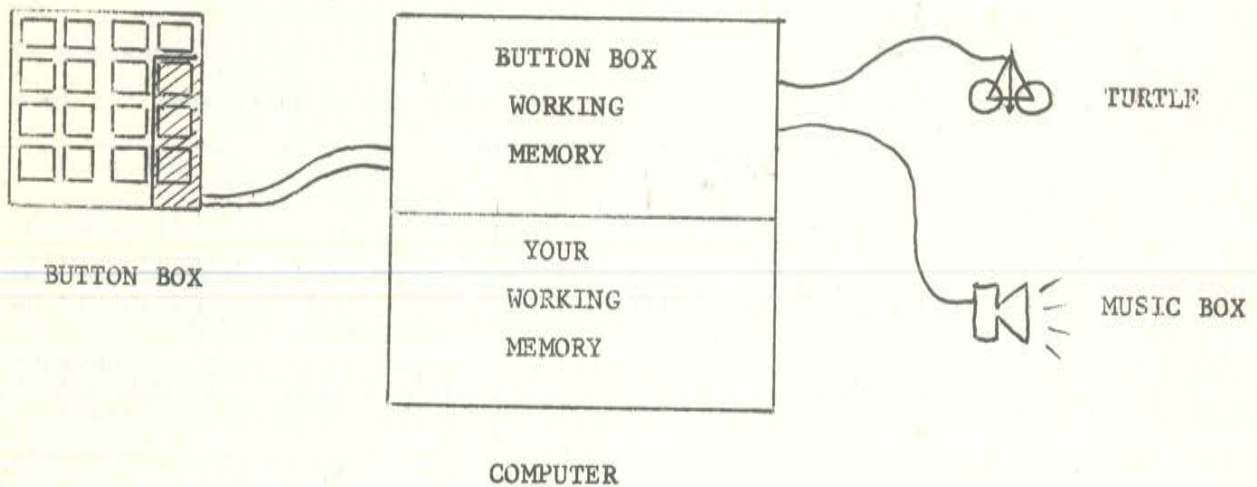 BUTTON BOX
WORKING
MEMORY
TURTLE
YOUR
WORKING
MEMORY
BUTTON BOX
MUSIC BOX
COMPUTER